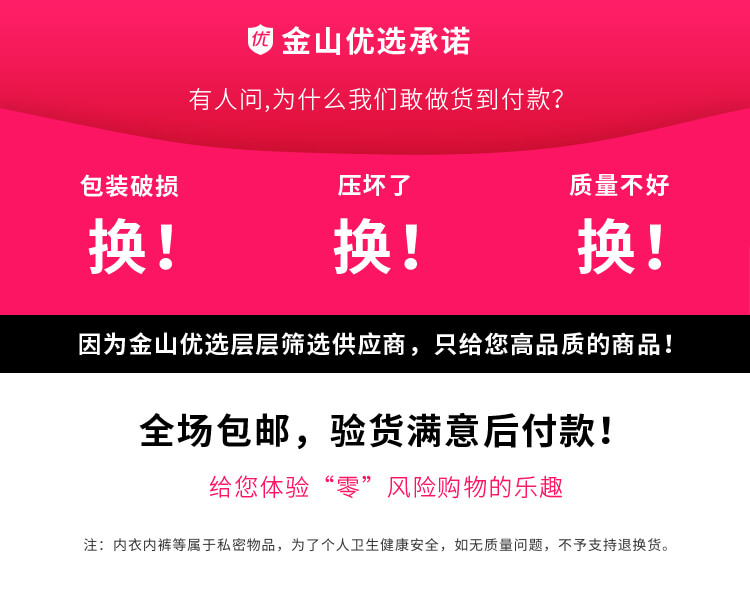 优 金山优选承诺
有人问,为什么我们敢做货到付款?
包装破损 压坏了 质量不好
换! 换! 换!
因为金山优选层层筛选供应商，只给您高品质的商品!
全场包邮，验货满意后付款!
给您体验“零”风险购物的乐趣
注：内衣内裤等属于私密物品，为了个人卫生健康安全，如无质量问题，不予支持退换货。